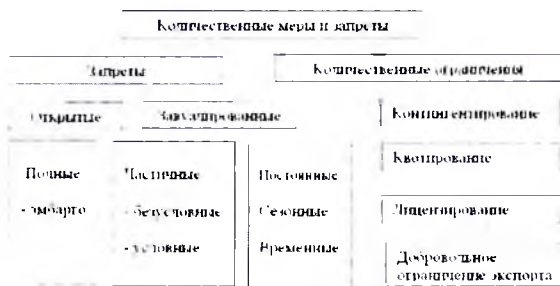 Количественные меры и запреты
Запреты
Количественные ограничения
Открытые
Завуалированные
Контингентирование
Полные
- эмбарго
Частичные
- безусловные
- условные
Постоянные
Сезонные
Временные
Квотирование
Лицензирование
Добровольное
ограничение экспорта